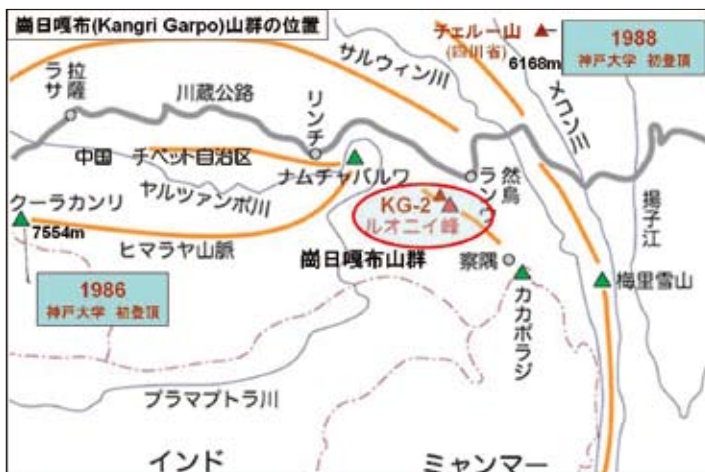 崗日嘎布(Kangri Garpo)山群の位置
チェルー山
(四川省)
6168m
1988
神戸大学 初登頂
サルウィン川
メコン川
拉薩
ラサ
川蔵公路
リンチ
中国 チベット自治区
ナムチャバルワ
ヤルツァンポ川
然烏
ラウ
揚子江
クーラカンリ
7554m
ヒマラヤ山脈
KG-2
ルオニイ峰
崗日嘎布山群
察隅
カカポラジ
梅里雪山
1986
神戸大学 初登頂
ブラマプトラ川
インド
ミャンマー